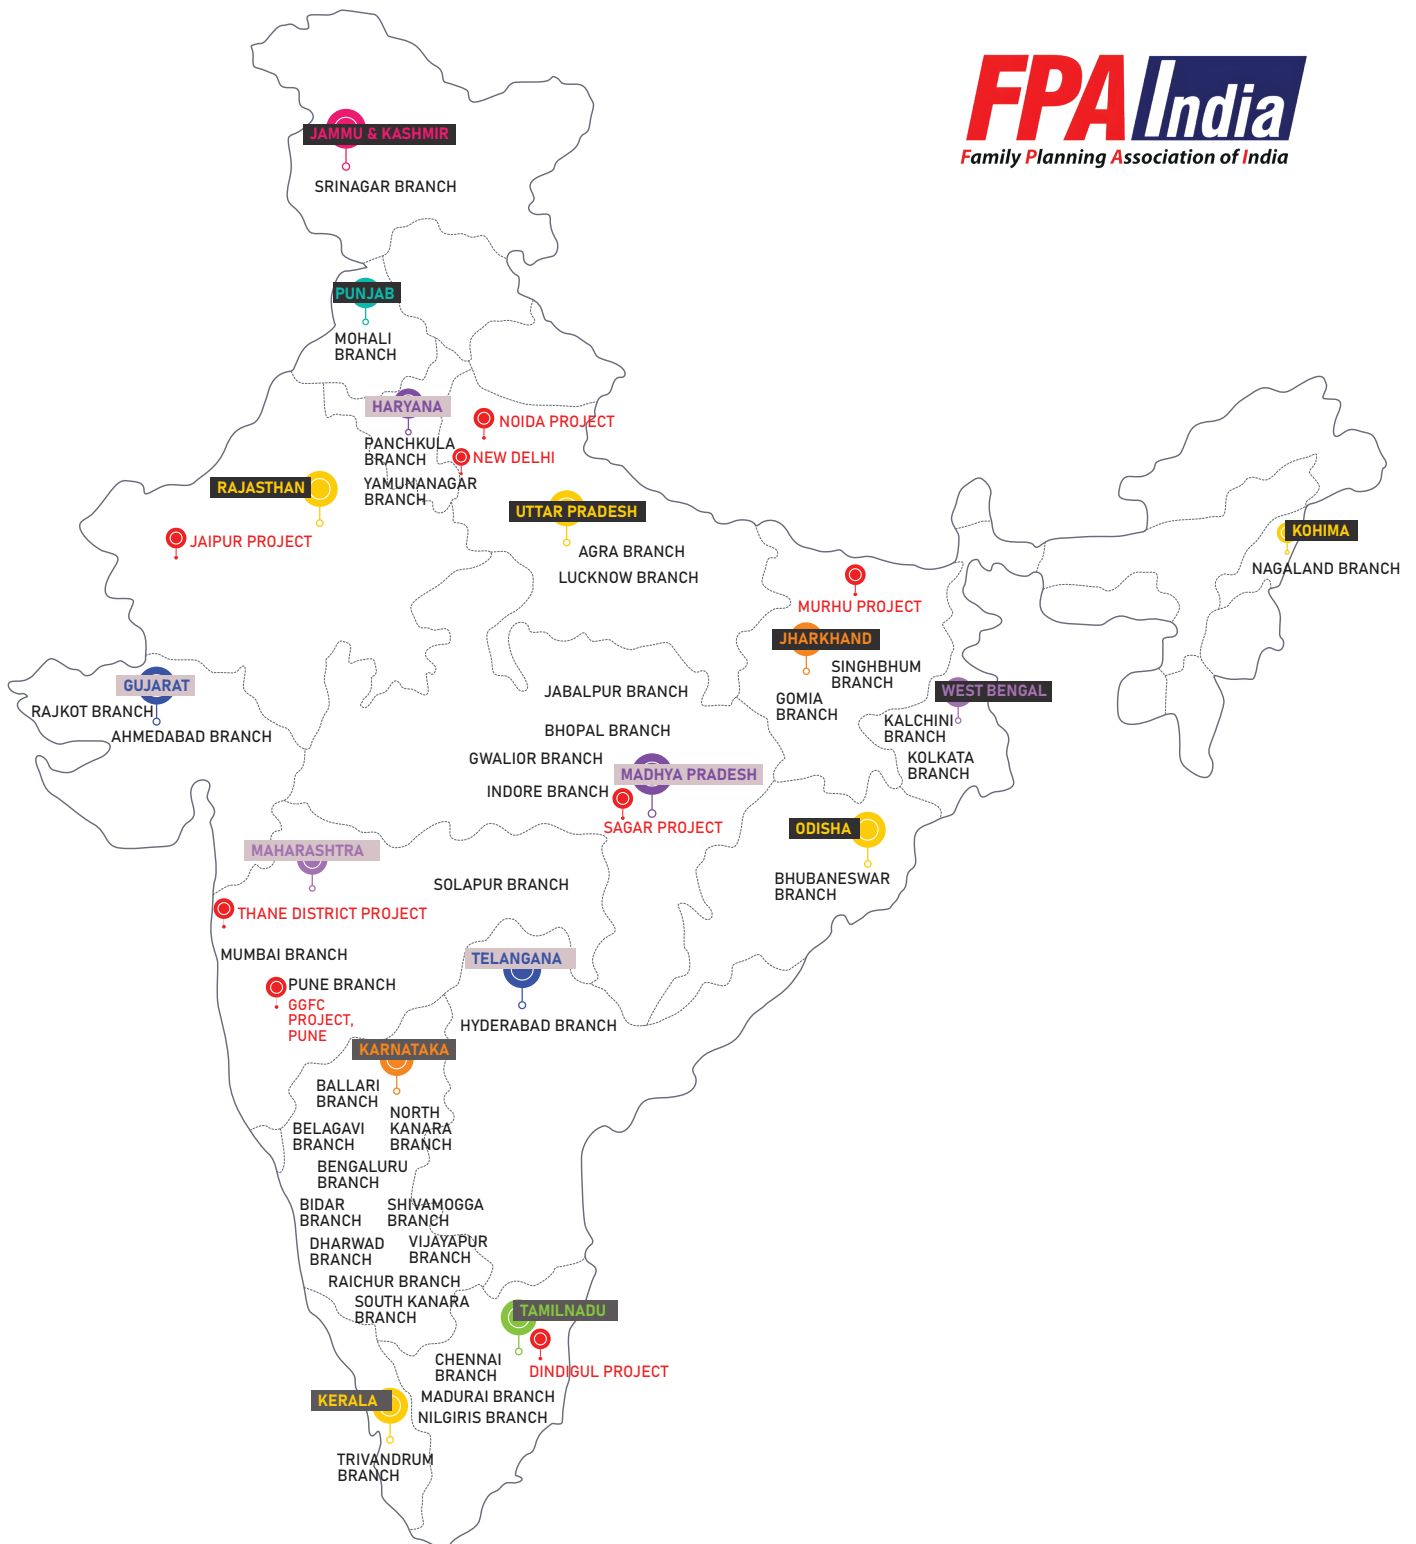 FPA India
Family Planning Association of India
JAMMU & KASHMIR
SRINAGAR BRANCH
PUNJAB
MOHALI
BRANCH
HARYANA
PANCHKULA
BRANCH
YAMUNANAGAR
BRANCH
NOIDA PROJECT
NEW DELHI
RAJASTHAN
JAIPUR PROJECT
UTTAR PRADESH
AGRA BRANCH
LUCKNOW BRANCH
KOHIMA
NAGALAND BRANCH
MURHU PROJECT
JHARKHAND
SINGHBHUM
BRANCH
GOMIA
BRANCH
WEST BENGAL
KALCHINI
BRANCH
KOLKATA
BRANCH
GUJARAT
RAJKOT BRANCH
AHMEDABAD BRANCH
JABALPUR BRANCH
BHOPAL BRANCH
GWALIOR BRANCH
INDORE BRANCH
MADHYA PRADESH
SAGAR PROJECT
ODISHA
BHUBANESWAR
BRANCH
MAHARASHTRA
SOLAPUR BRANCH
THANE DISTRICT PROJECT
MUMBAI BRANCH
PUNE BRANCH
GGFC
PROJECT,
PUNE
TELANGANA
HYDERABAD BRANCH
KARNATAKA
BALLARI
BRANCH
NORTH
KANARA
BRANCH
BELAGAVI
BRANCH
BENGALURU
BRANCH
BIDAR
BRANCH
SHIVAMOGGA
BRANCH
DHARWAD
BRANCH
VIJAYAPUR
BRANCH
RAICHUR BRANCH
SOUTH KANARA
BRANCH
TAMILNADU
CHENNAI
BRANCH
DINDIGUL PROJECT
MADURAI BRANCH
NILGIRIS BRANCH
KERALA
TRIVANDRUM
BRANCH